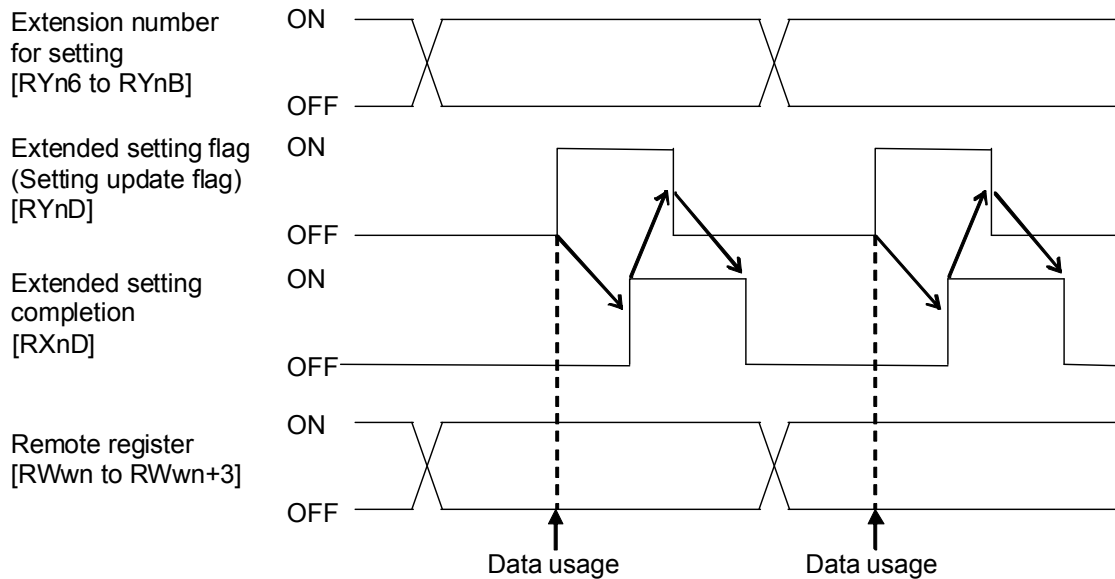 Extension number
for setting
[RYn6 to RYnB]
ON
OFF
Extended setting flag
(Setting update flag)
[RYnD]
ON
OFF
Extended setting
completion
[RXnD]
ON
OFF
Remote register
[RWwn to RWwn+3]
ON
OFF
Data usage
Data usage